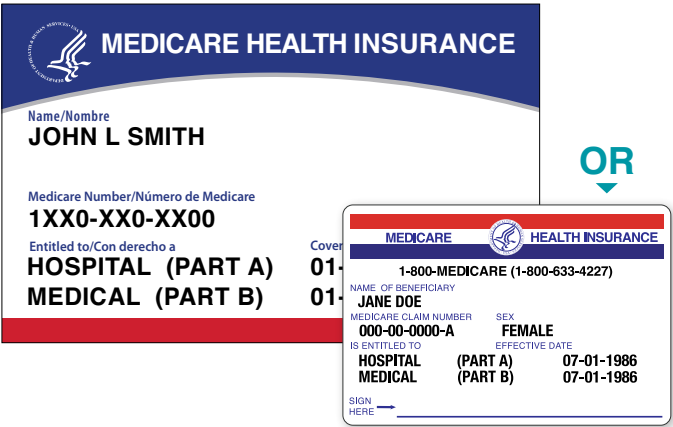 MEDICARE HEALTH INSURANCE
Name/Nombre
JOHN L SMITH
Medicare Number/Número de Medicare
1XX0-XX0-XX00
Entitled to/Con derecho a
HOSPITAL (PART A) 01-
MEDICAL (PART B) 01-
OR
MEDICARE HEALTH INSURANCE
1-800-MEDICARE (1-800-633-4227)
NAME OF BENEFICIARY
JANE DOE
MEDICARE CLAIM NUMBER SEX
000-00-0000-A FEMALE
IS ENTITLED TO EFFECTIVE DATE
HOSPITAL (PART A) 07-01-1986
MEDICAL (PART B) 07-01-1986
SIGN
HERE